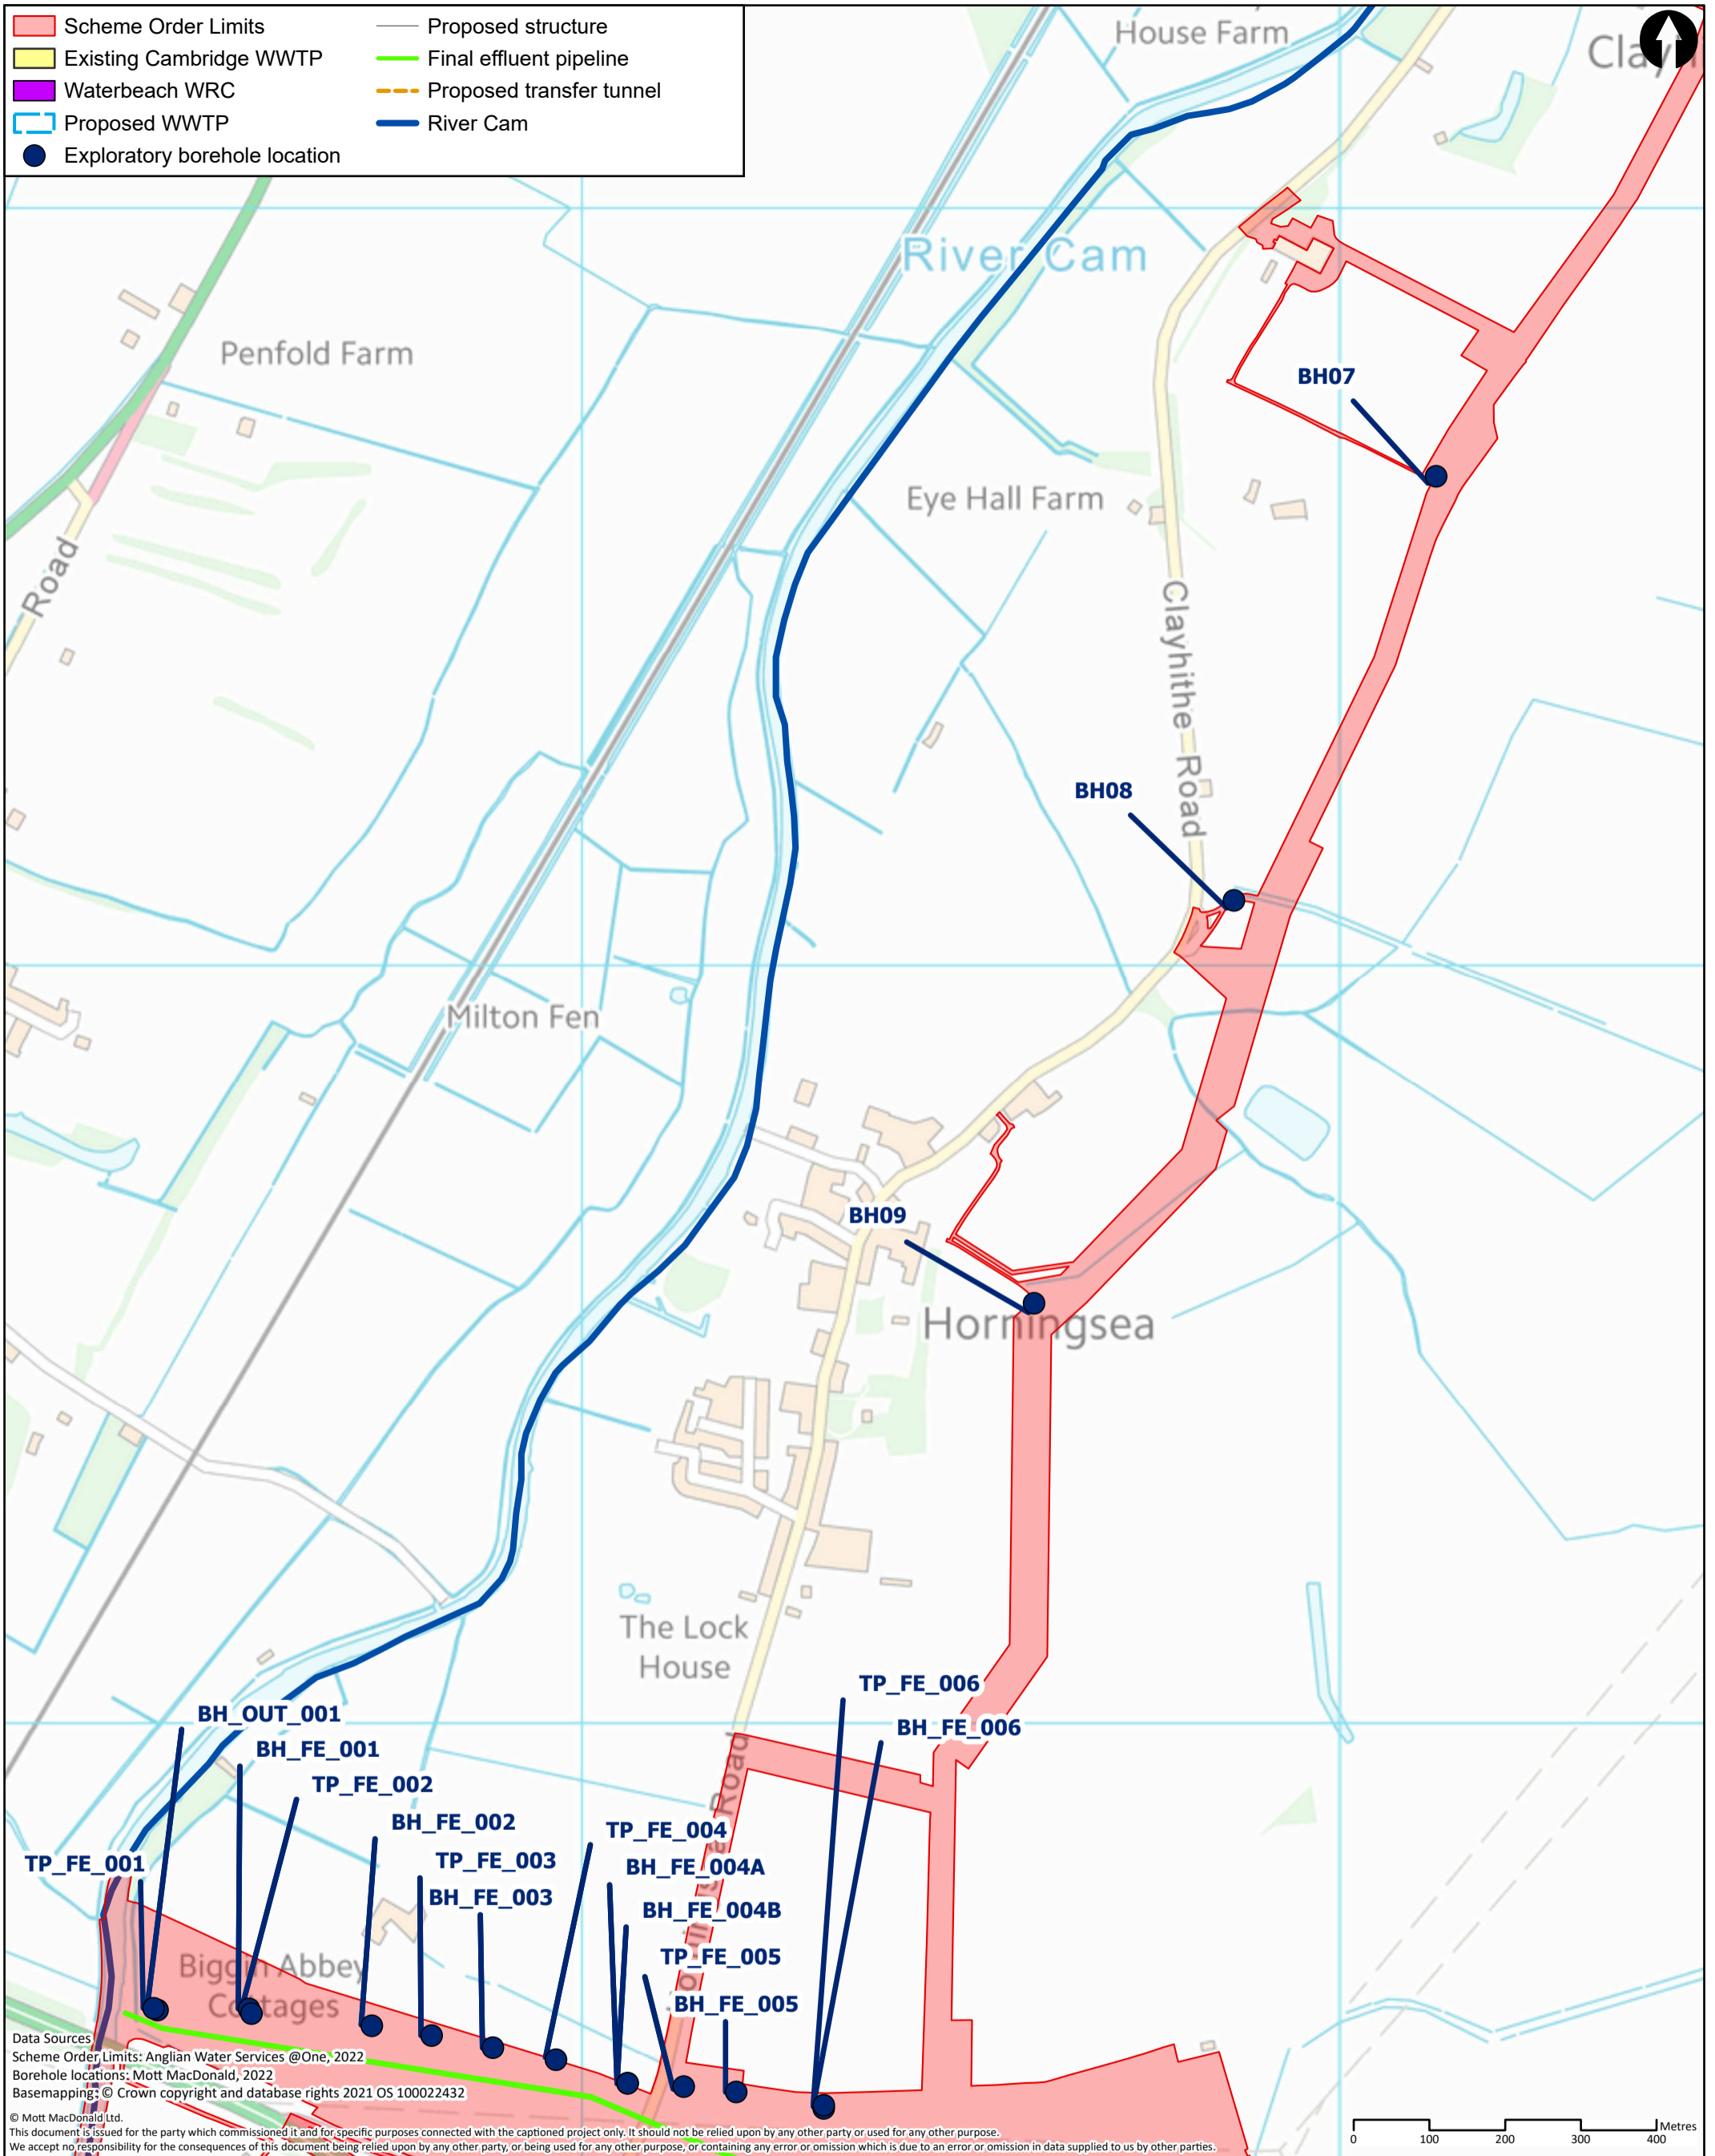 Scheme Order Limits
Existing Cambridge WWTP
Waterbeach WRC
Proposed WWTP
Exploratory borehole location
Proposed structure
Final effluent pipeline
Proposed transfer tunnel
River Cam
House Farm
River Cam
Penfold Farm
BH07
Eye Hall Farm
Road
Clayhithe Road
BH08
Milton Fen
BH09
Horningsea
The Lock
House
TP_FE_006
BH_FE_006
BH_OUT_001
BH_FE_001
TP_FE_002
BH_FE_002
TP_FE_004
TP_FE_003
TP_FE_001
BH_FE_004A
BH_FE_003
BH_FE_004B
TP_FE_005
BH_FE_005
Road
Biggin Abbey
Cottages
Data Sources
Scheme Order Limits: Anglian Water Services @One, 2022
Borehole locations: Mott MacDonald, 2022
Basemapping: © Crown copyright and database rights 2021 OS 100022432
© Mott MacDonald Ltd.
This document is issued for the party which commissioned it and for specific purposes connected with the captioned project only. It should not be relied upon by any other party or used for any other purpose.
We accept no responsibility for the consequences of this document being relied upon by any other party, or being used for any other purpose, or containing any error or omission which is due to an error or omission in data supplied to us by other parties.
Metres
0 100 200 300 400